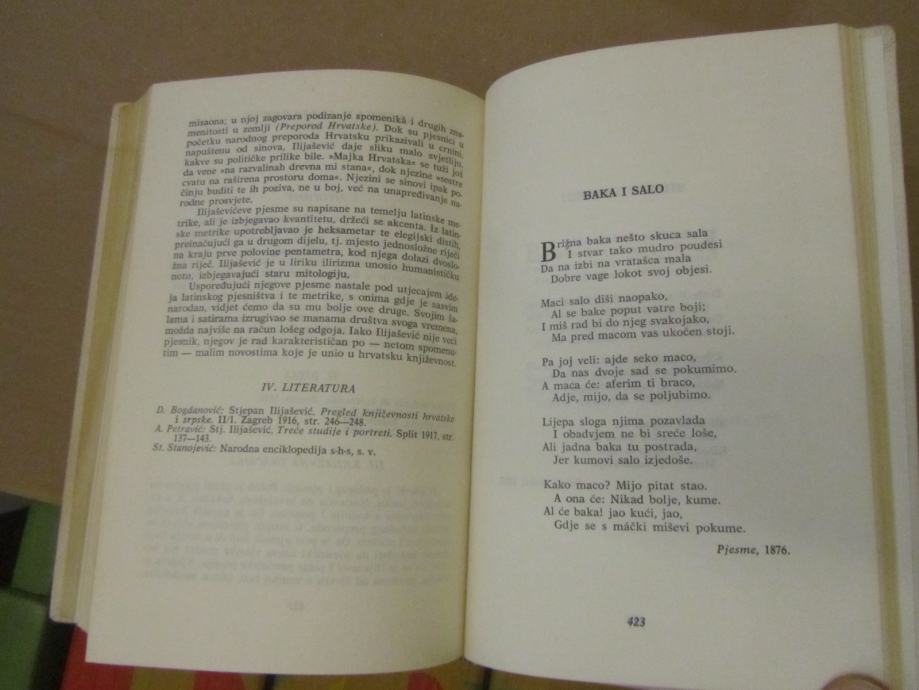 misaona; u njoj zagovara podizanje spomenikâ i drugih zna-
menitosti u zemlji (Preporod Hrvatske). Dok su pjesnici u
početku narodnog preporoda Hrvatsku prikazivali u crnini,
napuštenu od sinova, Ilijašević daje sliku malo svjetliju,
kakve su političke prilike bile. »Majka Hrvatska« se tuži još
da vene »na razvalinah drevna mi stana«, dok njezine »sestre
cvatu na raširena prostoru doma«. Njezini se sinovi ipak po-
činju buditi te ih poziva, ne u boj, već na unapređivanje na-
rodne prosvjete.
Ilijaševićeve pjesme su napisane na temelju latinske me-
trike, ali je izbjegavao kvantitetu, držeći se akcenta. Iz latin-
ske metrike upotrebljavao je heksametar te elegijski distih,
preinačujući ga u drugom dijelu, tj. mjesto jednosložne riječi
na kraju prve polovine pentametra, kod njega dolazi dvoslo-
žna riječ. Ilijašević je u liriku ilirizma unosio humanističku
notu, izbjegavajući staru mitologiju,
Uspoređujući njegove pjesme nastale pod utjecajem ide-
ja latinskog pjesništva i te metrike, s onima gdje je sasvim
narodan, vidjet ćemo da su mu bolje ove druge. Svojim ša-
lama i satirama izrugivao se manama društva svoga vremena,
možda najviše na račun lošeg odgoja. Iako Ilijašević nije veći
pjesnik, njegov je rad karakterističan po — netom spomenu-
tim — malim novostima koje je unio u hrvatsku književnost.
IV. LITERATURA
D. Bogdanović: Stjepan Ilijašević. Pregled književnosti hrvatske
i srpske. II/1. Zagreb 1916, str. 246—248.
A. Petravić: Stj. Ilijašević. Treće studije i portreti. Split 1917, str.
137—143.
St. Stanojević: Narodna enciklopedija s-h-s, s. v.
BAKA I SALO
Brižna baka nešto skuca sala
I stvar tako mudro poudesi
Da na izbi na vratašca mala
Dobre vage lokot svoj objesi.
Maci salo diši naopako,
Al se bake poput vatre boji;
I miš rad bi do njeg svakojako,
Ma pred macom vas ukočen stoji.
Pa joj veli: ajde seko maco,
Da nas dvoje sad se pokumimo.
A maca će: aferim ti braco,
Adje, mijo, da se poljubimo.
Lijepa sloga njima pozavlada
I obadvjem ne bi sreće loše,
Ali jadna baka tu postrada,
Jer kumovi salo izjedoše.
Kako maco? Mijo pitat stao.
A ona će: Nikad bolje, kume.
Al će baka! jao kući, jao,
Gdje se s máčki miševi pokume.
Pjesme, 1876.
423